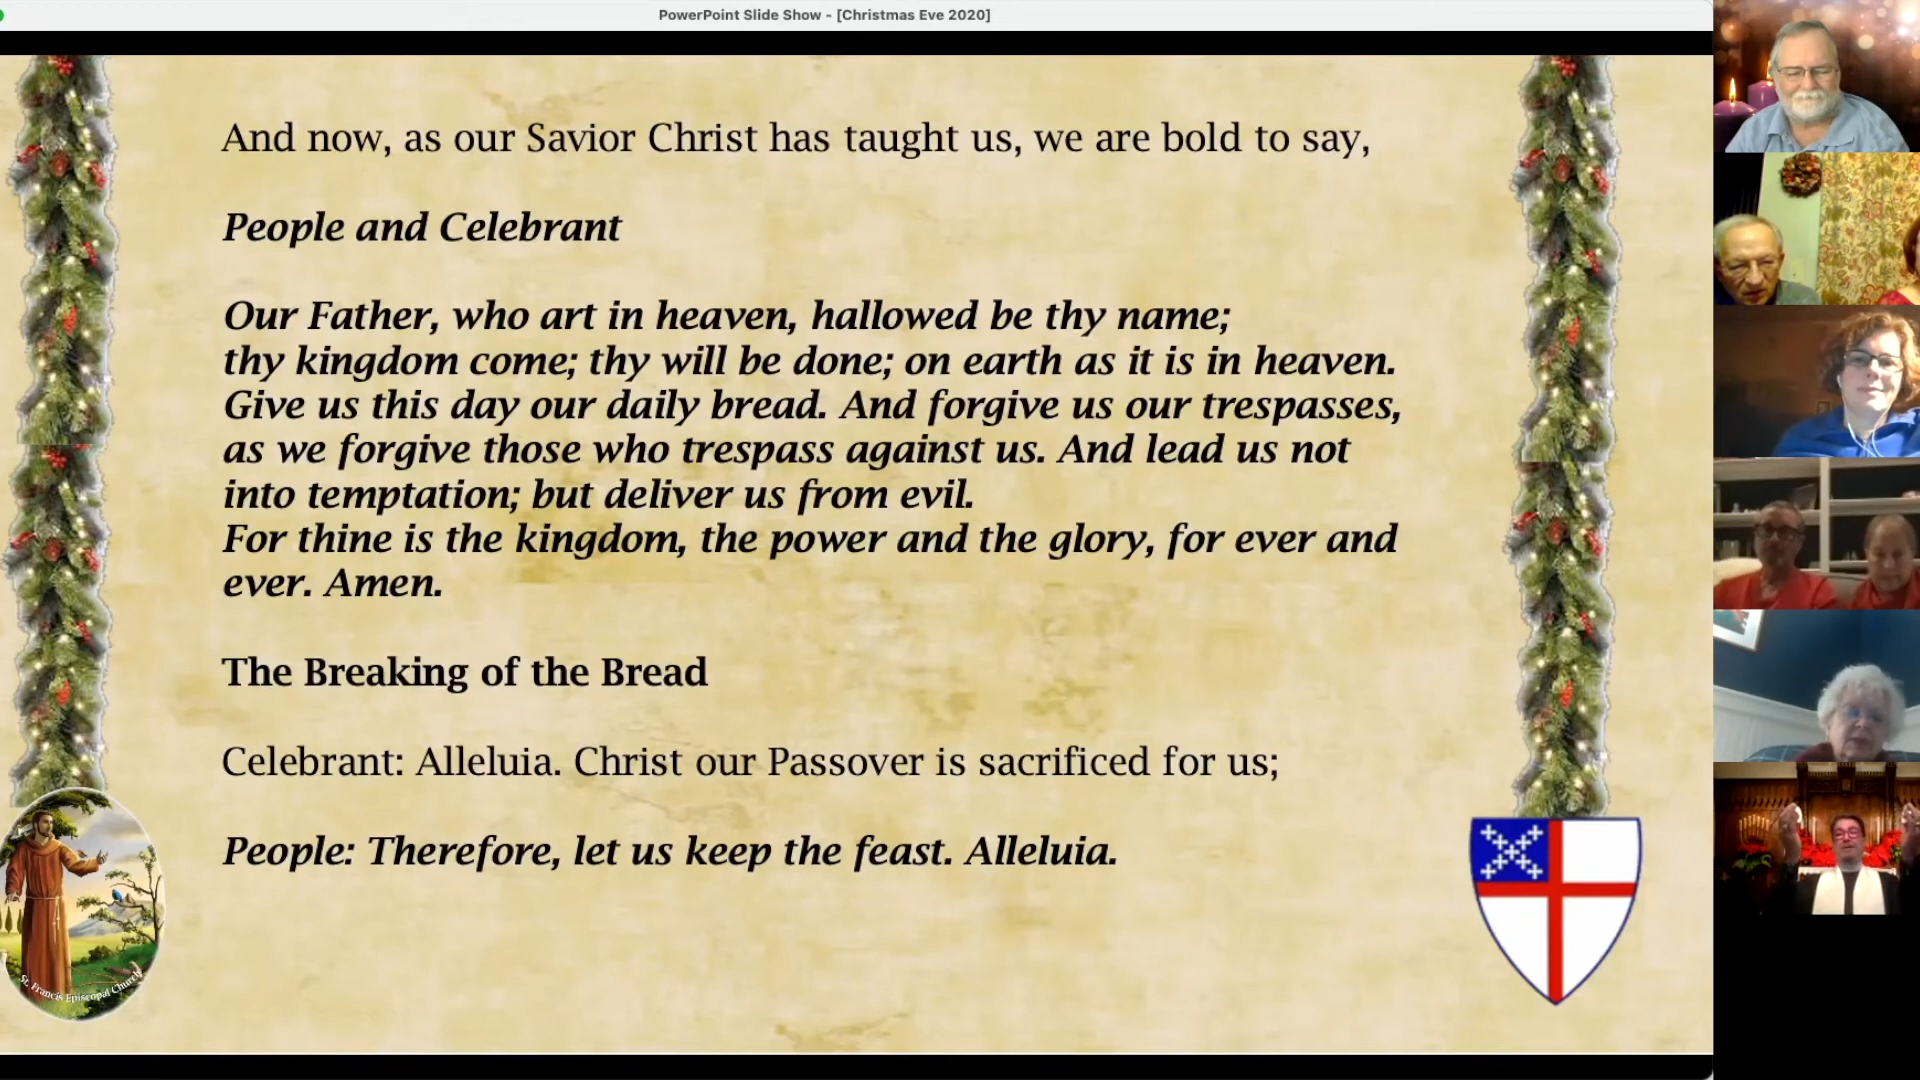 PowerPoint Slide Show - [Christmas Eve 2020]
And now, as our Savior Christ has taught us, we are bold to say,
People and Celebrant
Our Father, who art in heaven, hallowed be thy name;
thy kingdom come; thy will be done; on earth as it is in heaven.
Give us this day our daily bread. And forgive us our trespasses,
as we forgive those who trespass against us. And lead us not
into temptation; but deliver us from evil.
For thine is the kingdom, the power and the glory, for ever and
ever. Amen.
The Breaking of the Bread
Celebrant: Alleluia. Christ our Passover is sacrificed for us;
People: Therefore, let us keep the feast. Alleluia.
St. Francis Episcopal Church